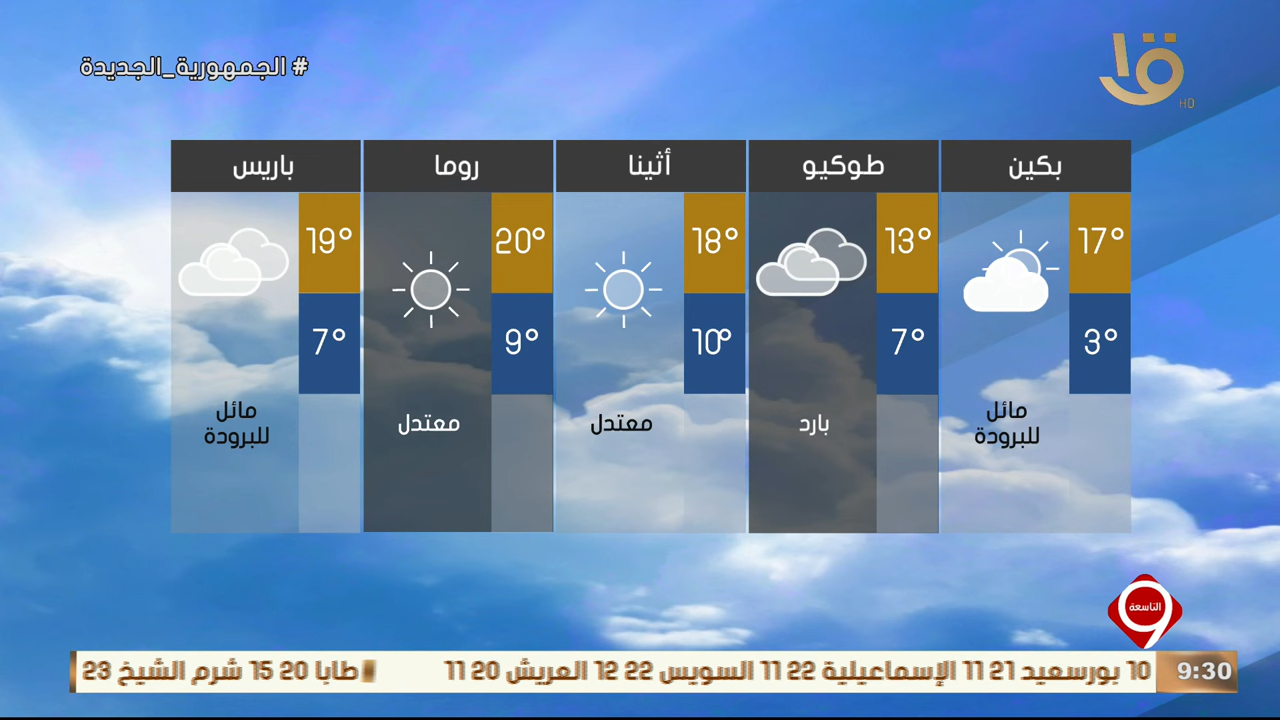 #الجمهورية_الجديدة
HD
بكين
17°
3°
مائل
للبرودة
طوكيو
13°
7°
بارد
أثينا
18°
10°
معتدل
روما
20°
9°
معتدل
باريس
19°
7°
مائل
للبرودة
9 التاسعة
9:30
10 بورسعيد 21 11 الإسماعيلية 22 11 السويس 22 12 العريش 20 11 طابا 20 15 شرم الشيخ 23